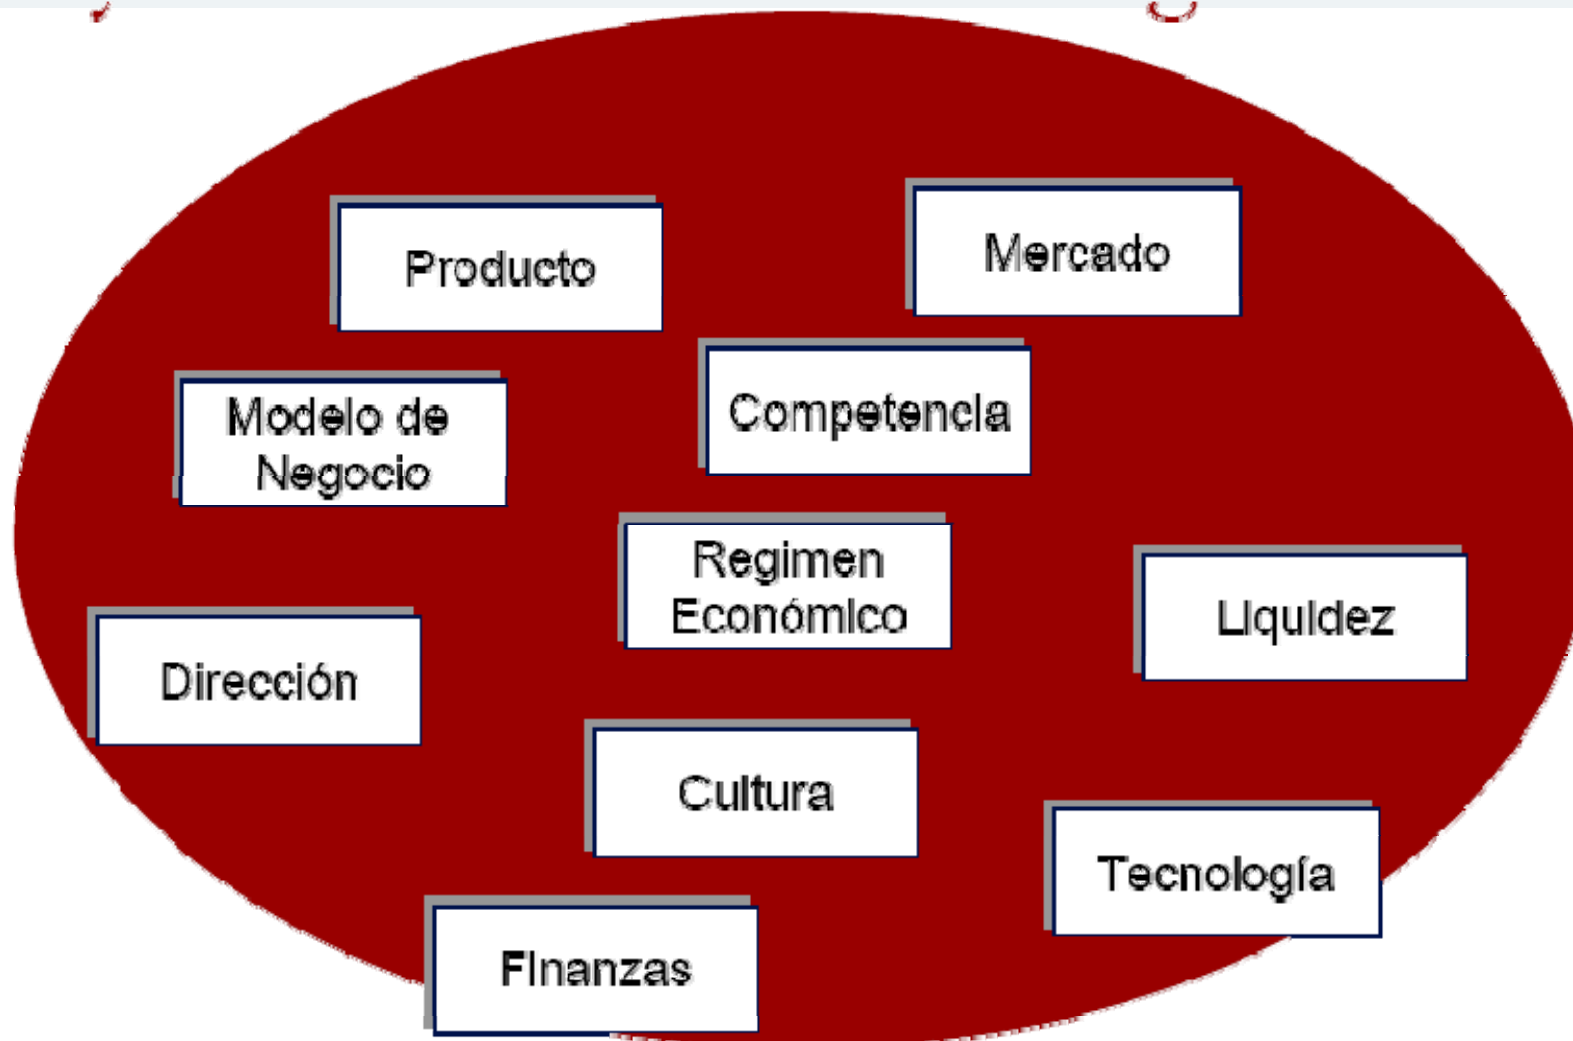 Producto
Mercado
Modelo de
Negocio
Competencia
Regimen
Económico
Liquidez
Dirección
Cultura
Tecnología
Finanzas